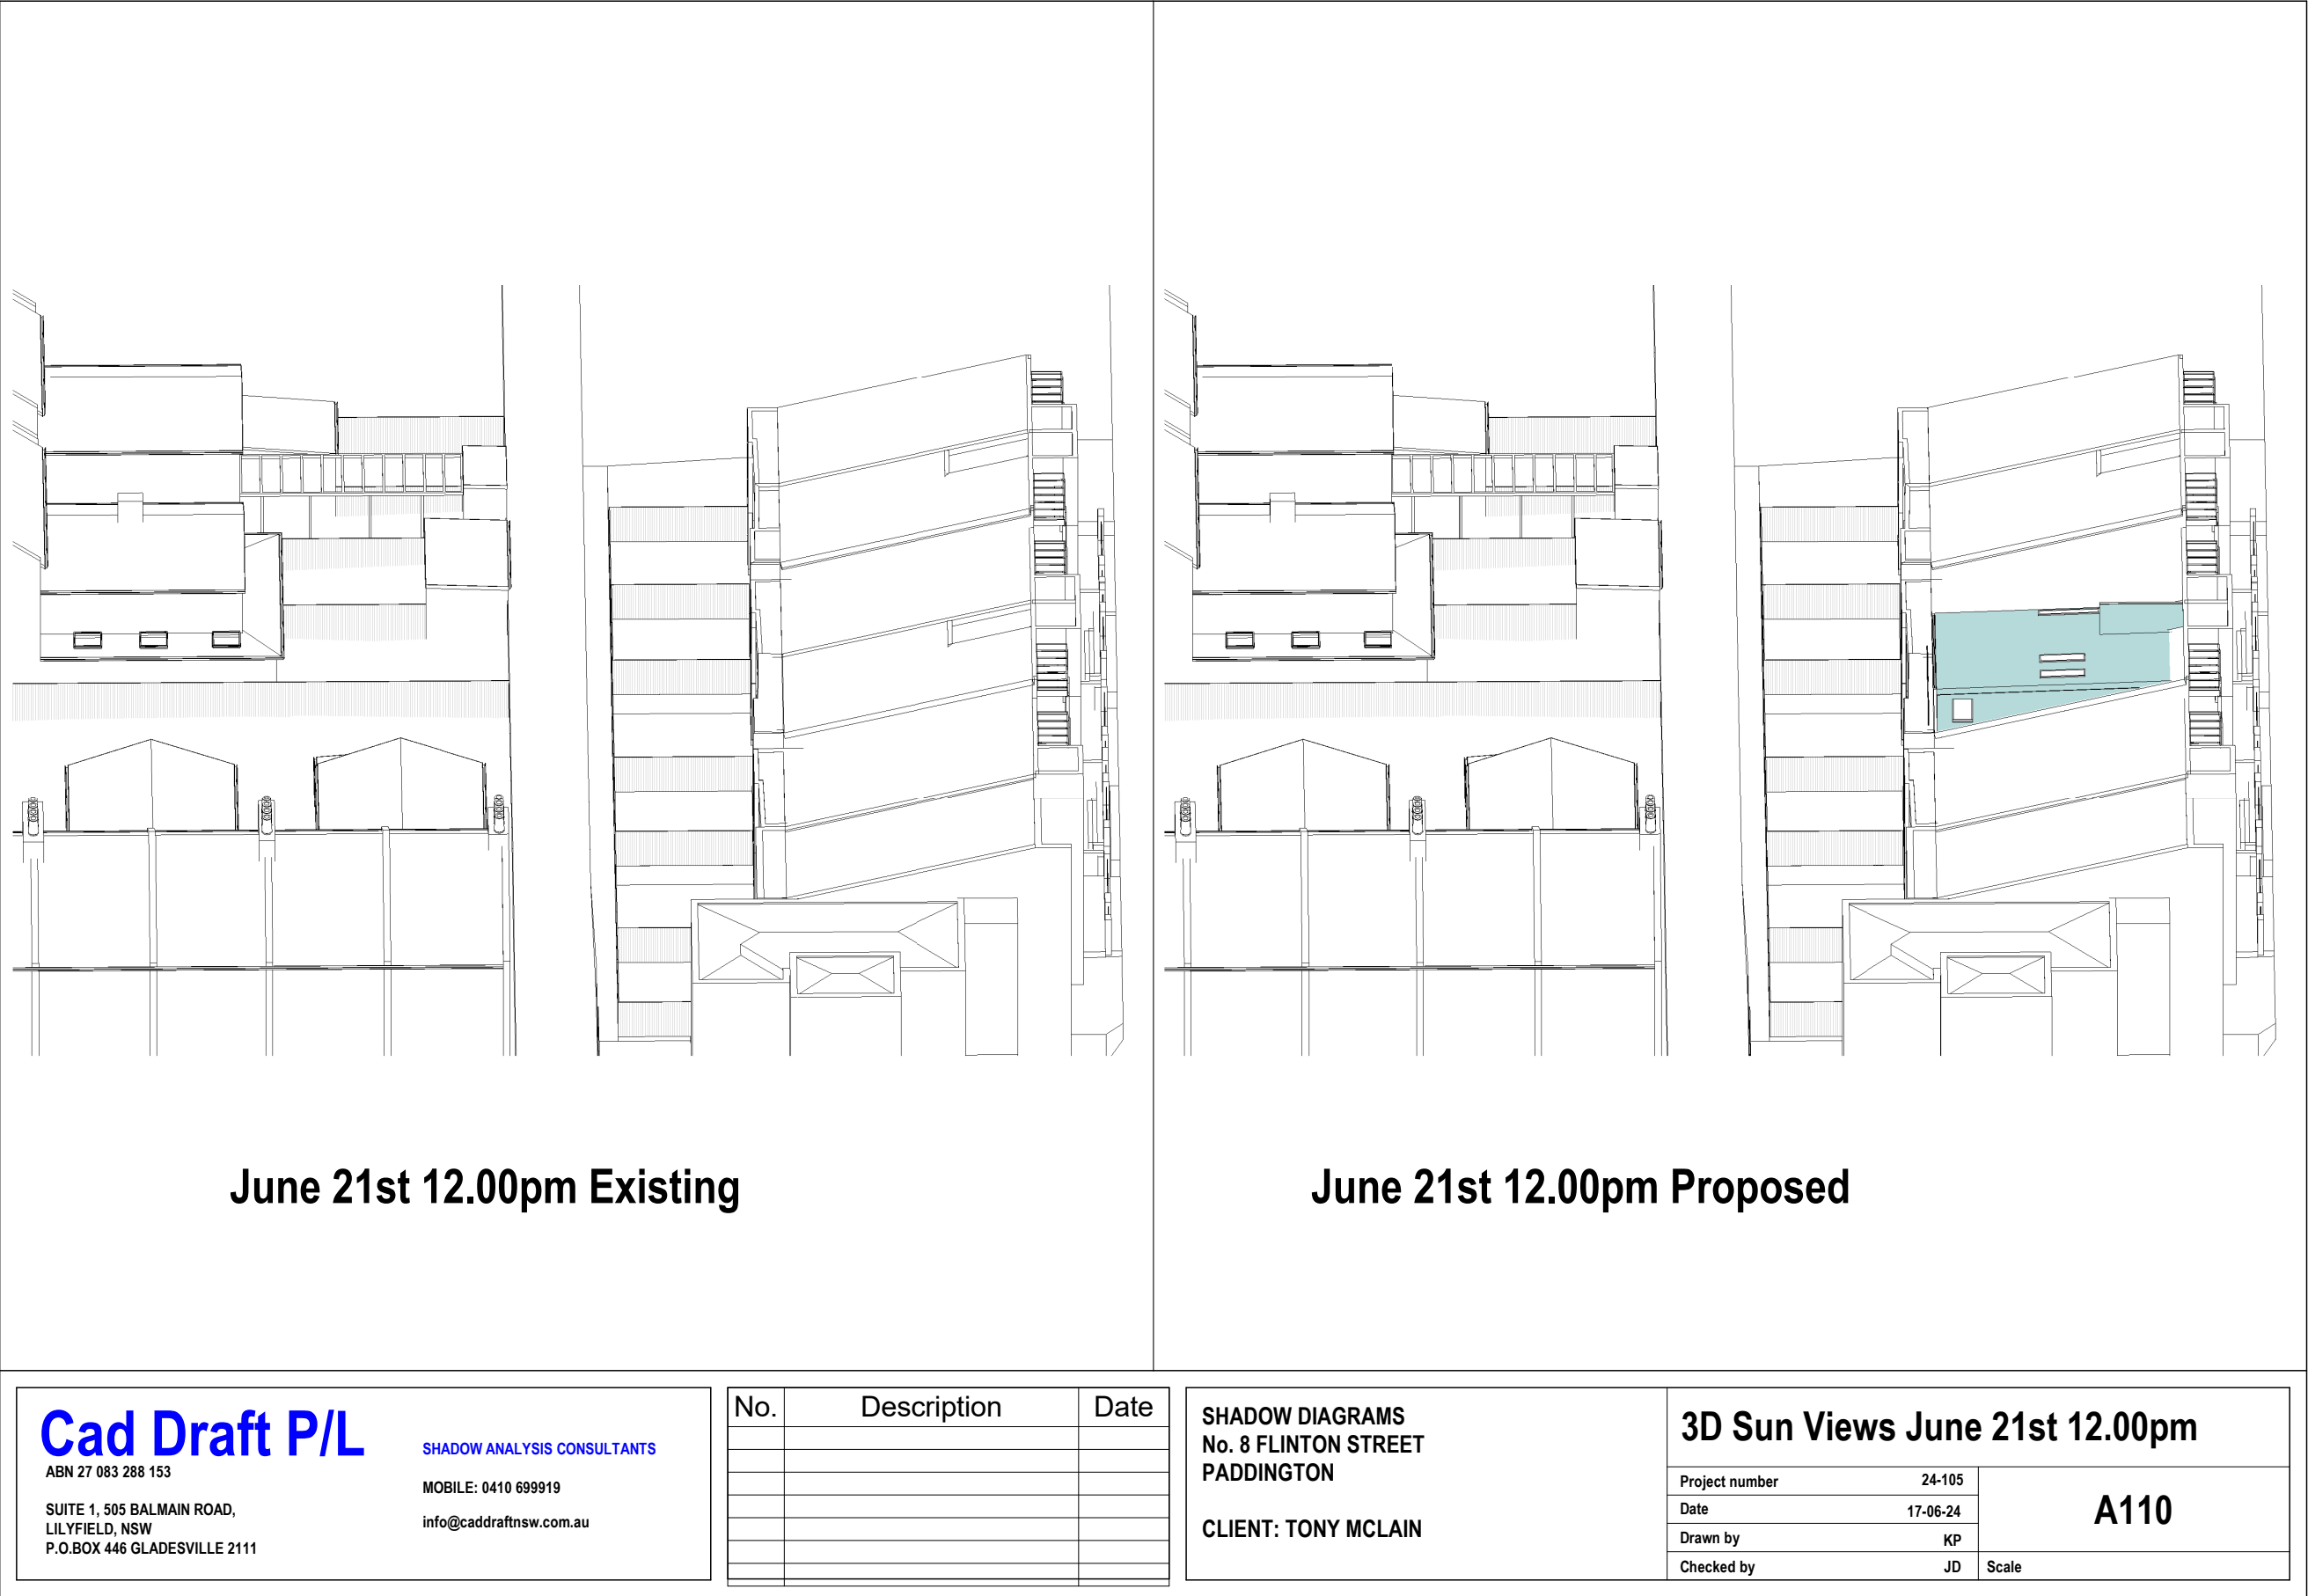 June 21st 12.00pm Existing
June 21st 12.00pm Proposed
Cad Draft P/L
ABN 27 083 288 153
SUITE 1, 505 BALMAIN ROAD,
LILYFIELD, NSW
P.O.BOX 446 GLADESVILLE 2111
SHADOW ANALYSIS CONSULTANTS
MOBILE: 0410 699919
info@caddraftnsw.com.au
No. Description Date
SHADOW DIAGRAMS
No. 8 FLINTON STREET
PADDINGTON
CLIENT: TONY MCLAIN
3D Sun Views June 21st 12.00pm
Project number 24-105
Date 17-06-24
Drawn by KP
Checked by JD
A110
Scale